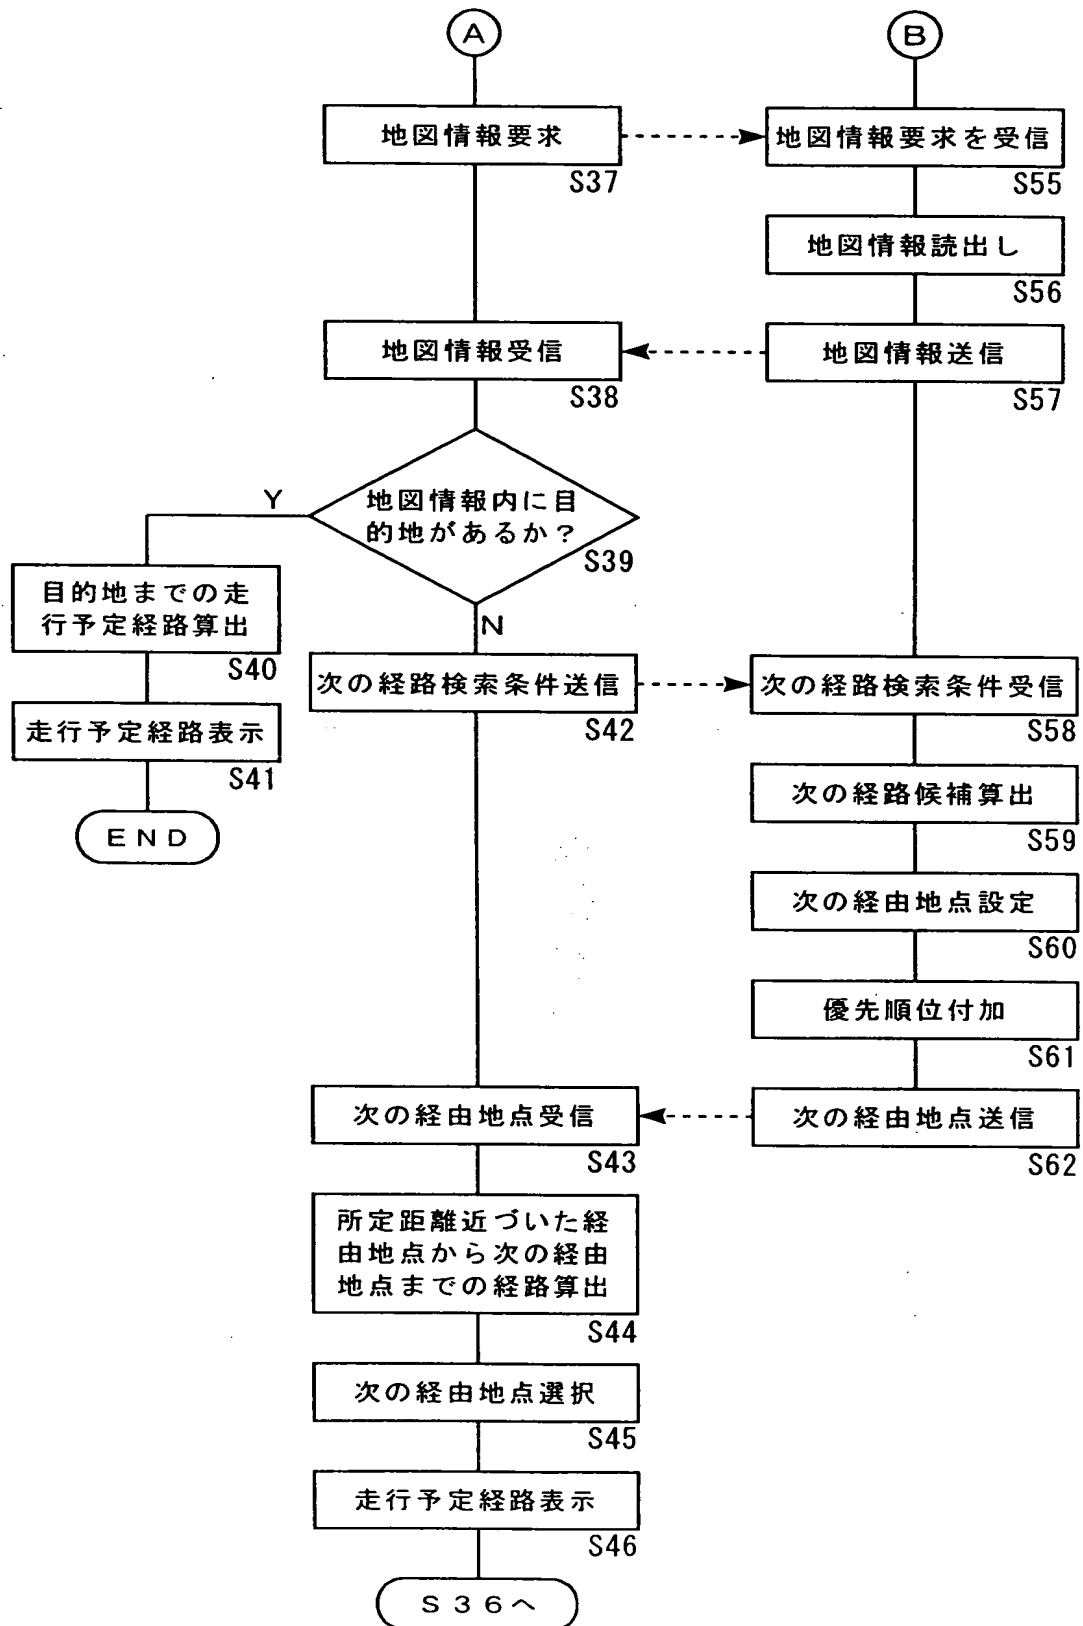 A
B
地図情報要求
S37
地図情報要求を受信
S55
地図情報読出し
S56
地図情報受信
S38
地図情報送信
S57
地図情報内に目
的地があるか?
S39
Y
N
目的地までの走
行予定経路算出
S40
走行予定経路表示
S41
END
次の経路検索条件送信
S42
次の経路検索条件受信
S58
次の経路候補算出
S59
次の経由地点設定
S60
優先順位付加
S61
次の経由地点受信
S43
次の経由地点送信
S62
所定距離近づいた経
由地点から次の経由
地点までの経路算出
S44
次の経由地点選択
S45
走行予定経路表示
S46
S36へ